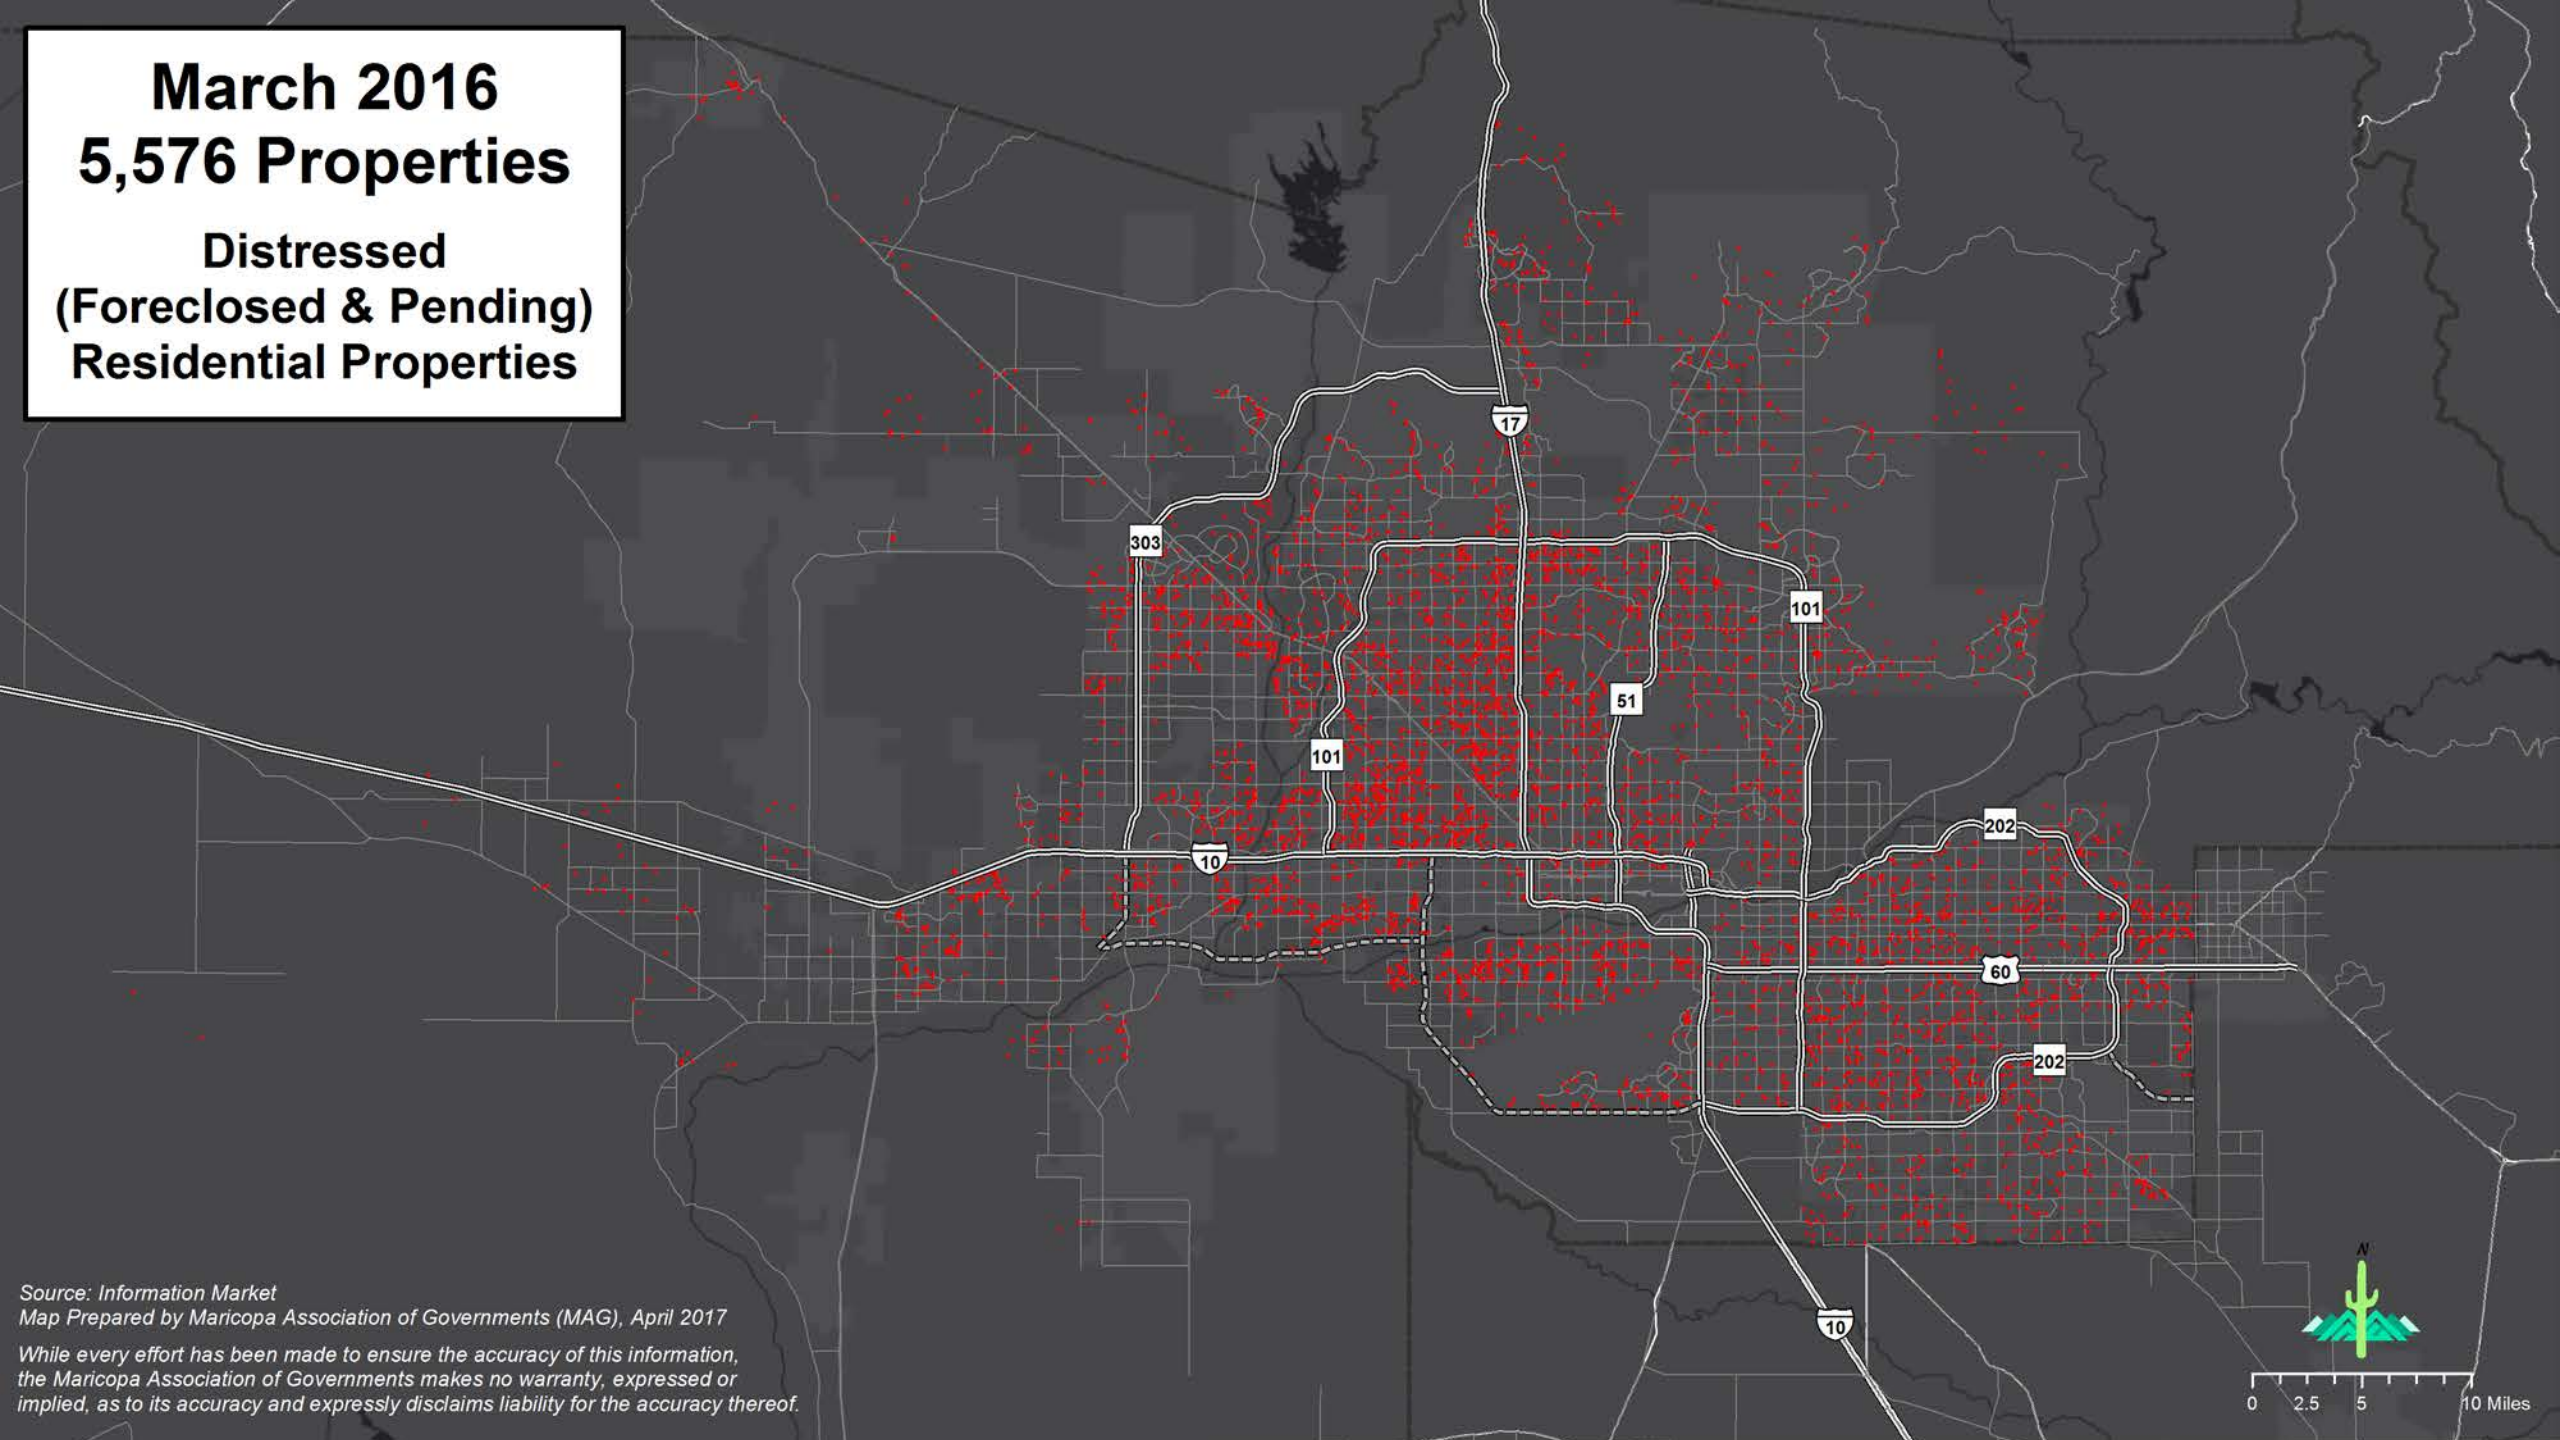 March 2016
5,576 Properties
Distressed
(Foreclosed & Pending)
Residential Properties
17
303
101
51
101
202
10
60
202
10
N
0 2.5 5 10 Miles
Source: Information Market
Map Prepared by Maricopa Association of Governments (MAG), April 2017
While every effort has been made to ensure the accuracy of this information,
the Maricopa Association of Governments makes no warranty, expressed or
implied, as to its accuracy and expressly disclaims liability for the accuracy thereof.